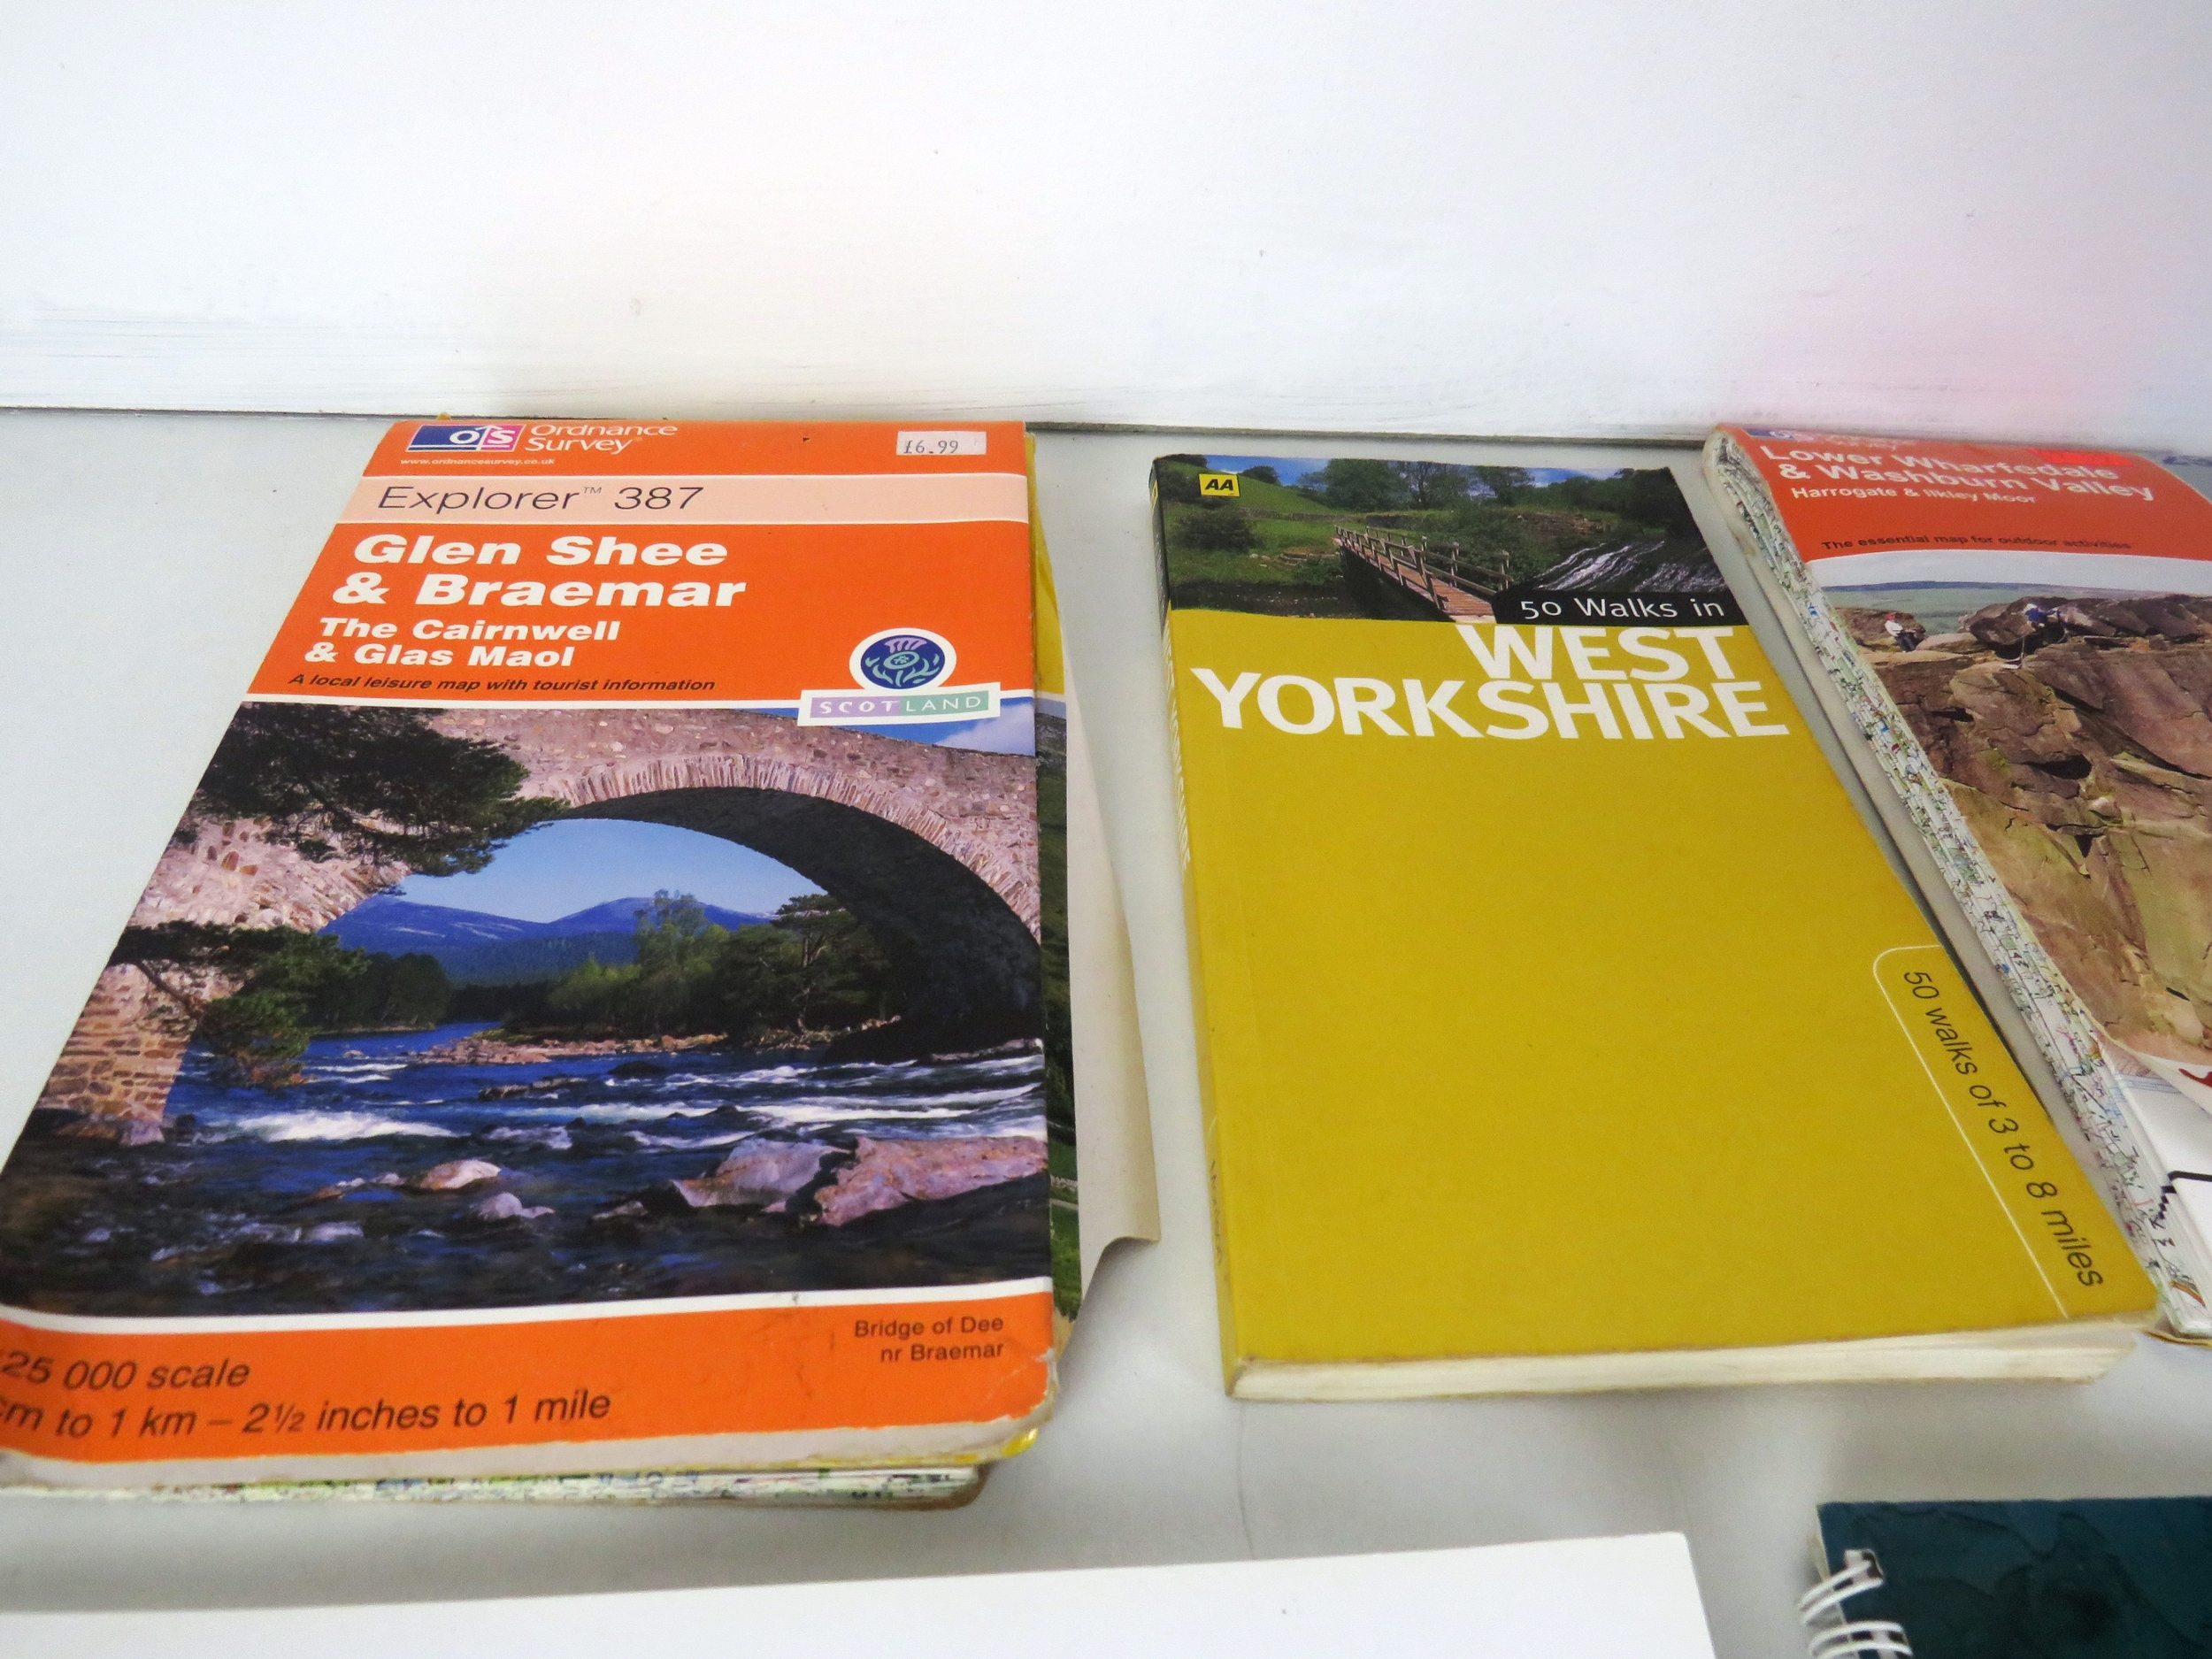 OS Ordnance
Survey®
www.ordnancesurvey.co.uk
£6.99
Explorer™ 387
Glen Shee
& Braemar
The Cairnwell
& Glas Maol
A local leisure map with tourist information
SCOTLAND
Bridge of Dee
nr Braemar
25 000 scale
cm to 1 km – 2½ inches to 1 mile
AA
50 Walks in
WEST
YORKSHIRE
50 walks of 3 to 8 miles
Lower Wharfedale
& Washburn Valley
Harrogate & Ilkley Moor
The essential map for outdoor activities